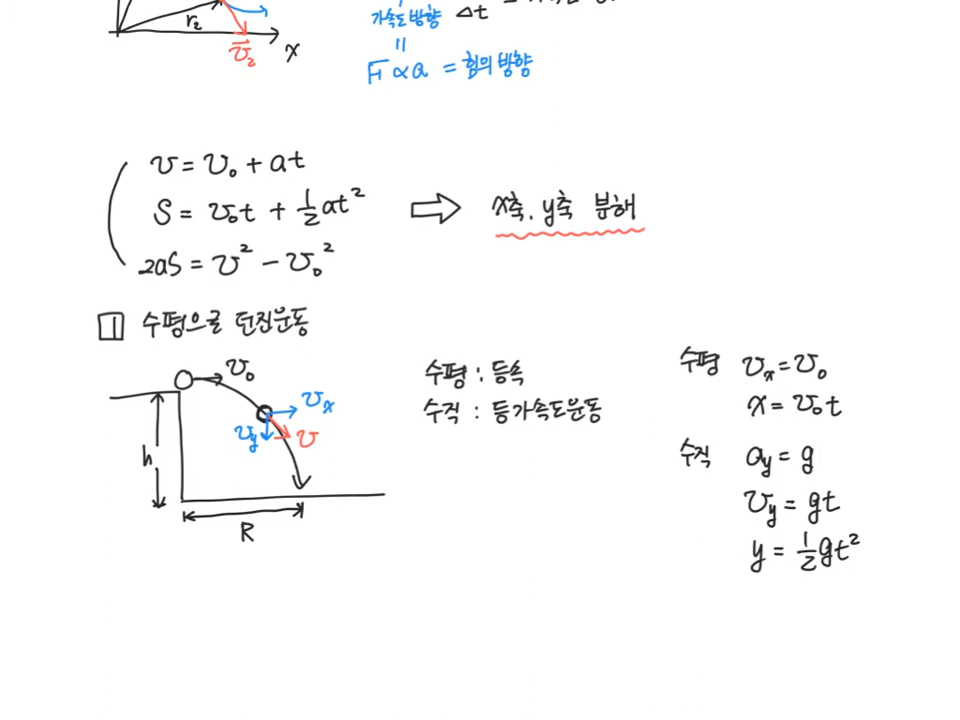 r₂
x
v⃗₂
가속도방향 Δt
=
F ∝ a = 힘의 방향
v = v₀ + at
S = v₀t + ½at²
2aS = v² - v₀²
⇨ x축, y축 분해
1 수평으로 던진운동
v₀
v_x
v_y
v
h
R
수평 : 등속
수직 : 등가속도운동
수평 v_x = v₀
x = v₀t
수직 a_y = g
v_y = gt
y = ½gt²